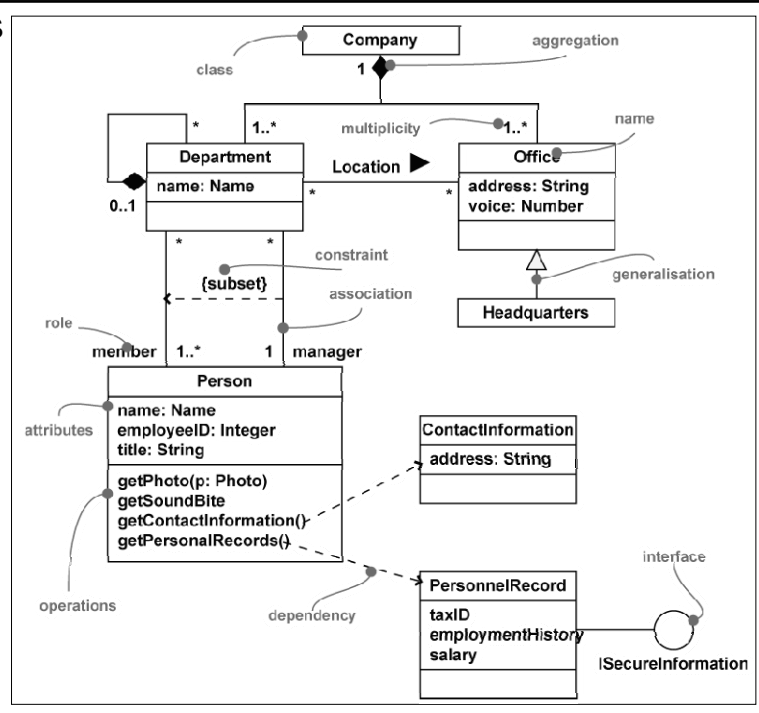 s
Company
aggregation
class
1
* 1..* multiplicity 1..* name
Department
Office
name: Name
Location
address: String
voice: Number
0..1
* *
* *
constraint
{subset}
generalisation
association
Headquarters
role
member 1..* 1 manager
Person
name: Name
employeeID: Integer
title: String
attributes
ContactInformation
address: String
getPhoto(p: Photo)
getSoundBite
getContactInformation()
getPersonalRecords()
interface
operations
dependency
PersonnelRecord
taxID
employmentHistory
salary
ISecureInformation